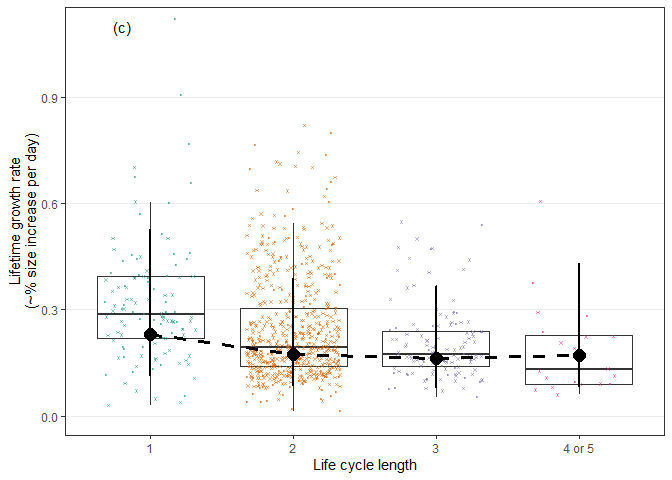 (c)
Lifetime growth rate
(~% size increase per day)
0.9
0.6
0.3
0.0
1
2
3
4 or 5
Life cycle length